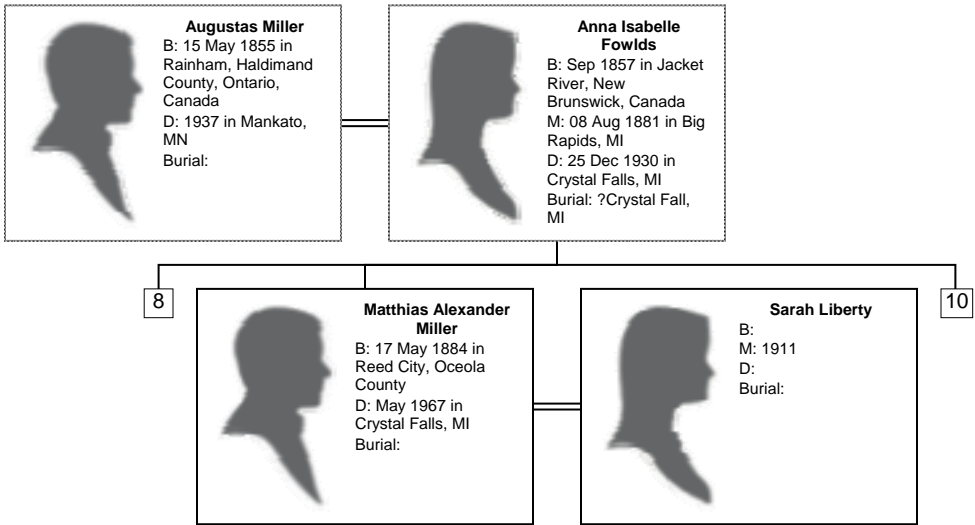 Augustas Miller
B: 15 May 1855 in
Rainham, Haldimand
County, Ontario,
Canada
D: 1937 in Mankato,
MN
Burial:
Anna Isabelle
Fowlds
B: Sep 1857 in Jacket
River, New
Brunswick, Canada
M: 08 Aug 1881 in Big
Rapids, MI
D: 25 Dec 1930 in
Crystal Falls, MI
Burial: ?Crystal Fall,
MI
8
Matthias Alexander
Miller
B: 17 May 1884 in
Reed City, Oceola
County
D: May 1967 in
Crystal Falls, MI
Burial:
Sarah Liberty
B:
M: 1911
D:
Burial:
10